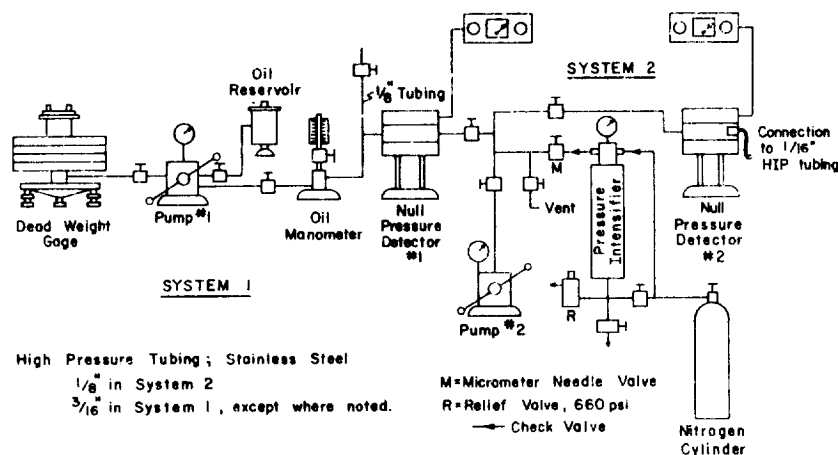 SYSTEM 2
Oil
Reservoir
1/8" Tubing
Connection
to 1/16"
HIP tubing
M
Vent
Dead Weight
Gage
Pump #1
Oil
Manometer
Null
Pressure
Detector
#1
Pressure
Intensifier
Null
Pressure
Detector
#2
SYSTEM 1
R
Pump #2
High Pressure Tubing; Stainless Steel
1/8" in System 2
3/16" in System 1, except where noted.
M=Micrometer Needle Valve
R=Relief Valve, 660 psi
Check Valve
Nitrogen
Cylinder